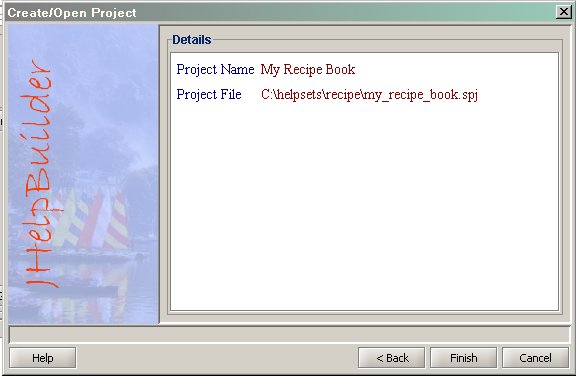 Create/Open Project
JHelpBuilder
Details
Project Name My Recipe Book
Project File C:\helpsets\recipe\my_recipe_book.spj
Help
< Back
Finish
Cancel